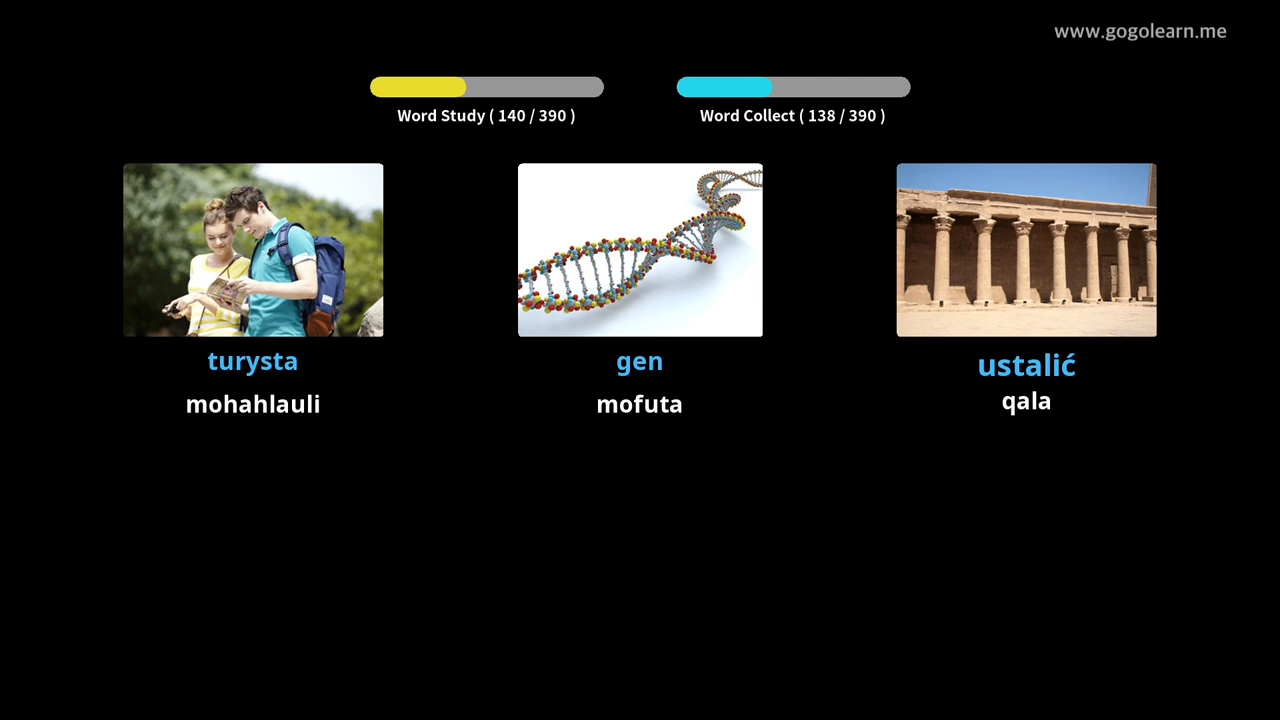 www.gogolearn.me
Word Study ( 140 / 390 )
Word Collect ( 138 / 390 )
turysta
mohahlauli
gen
mofuta
ustalić
qala